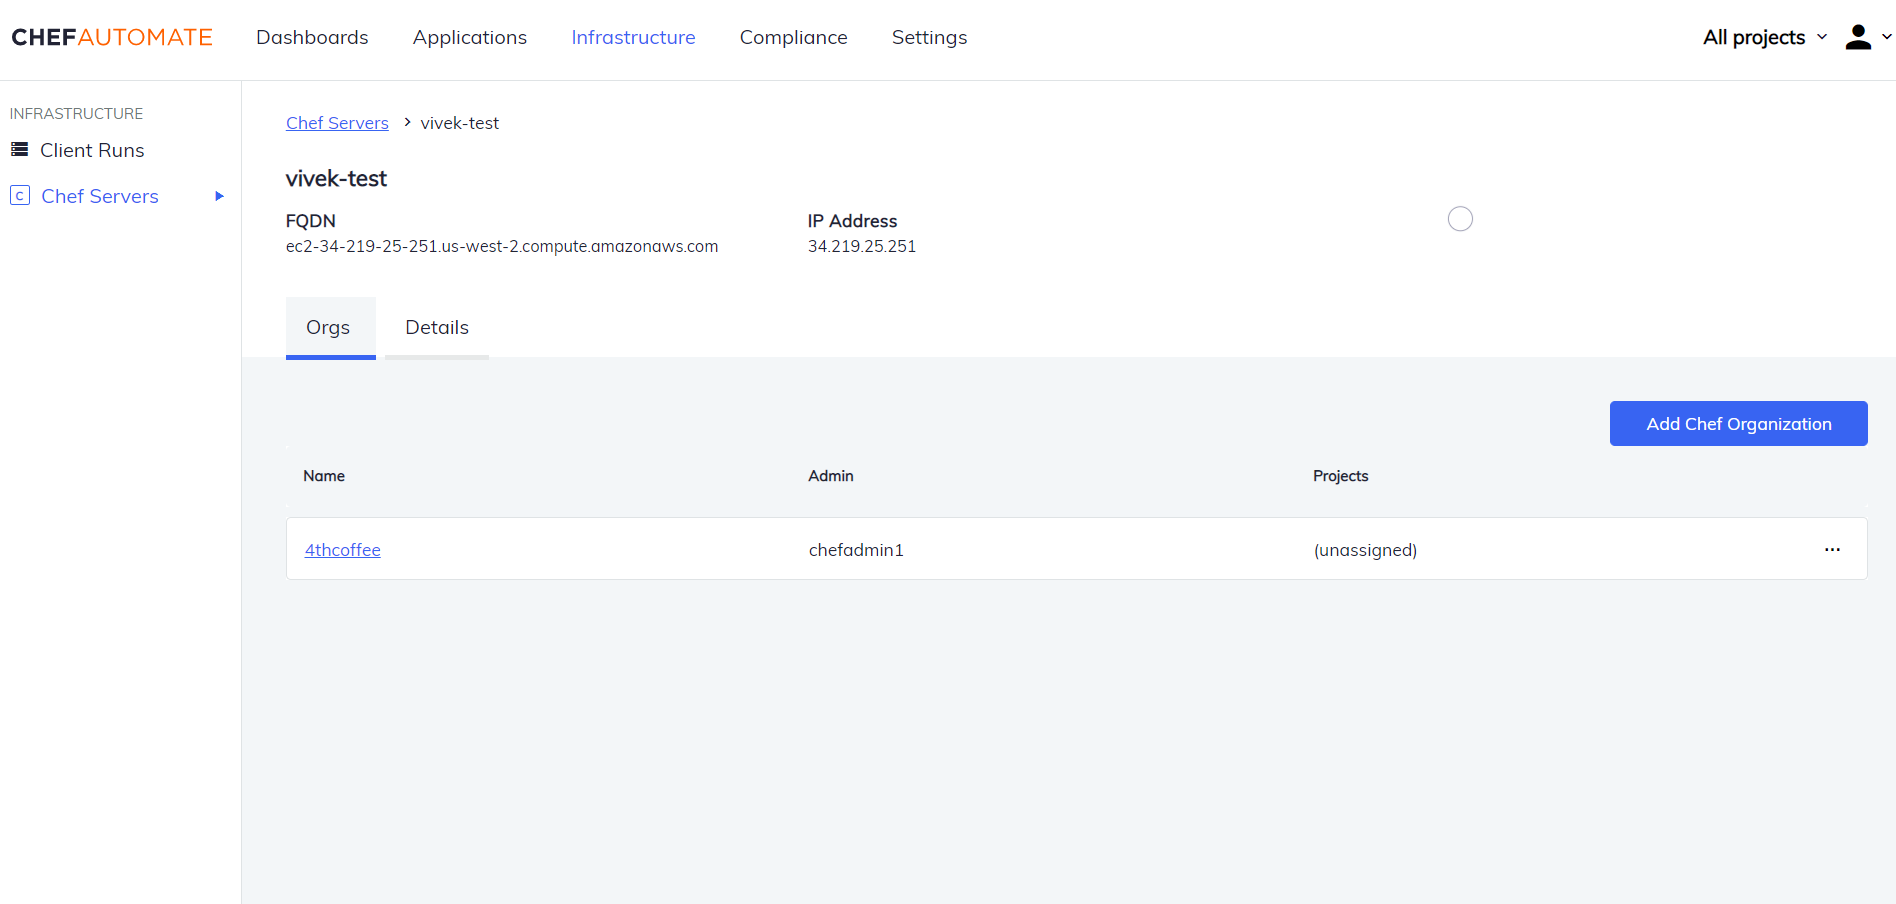 CHEFAUTOMATE Dashboards Applications Infrastructure Compliance Settings All projects
INFRASTRUCTURE
Client Runs
C Chef Servers
Chef Servers > vivek-test
vivek-test
FQDN IP Address
ec2-34-219-25-251.us-west-2.compute.amazonaws.com 34.219.25.251
Orgs Details
Add Chef Organization
Name Admin Projects
4thcoffee chefadmin1 (unassigned) ...